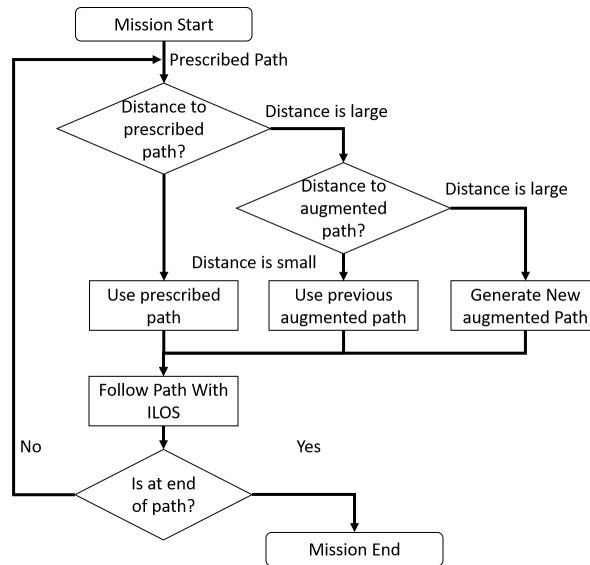 Mission Start
Prescribed Path
Distance to
prescribed
path?
Distance is large
Distance to
augmented
path?
Distance is large
Distance is small
Use prescribed
path
Use previous
augmented path
Generate New
augmented Path
Follow Path With
ILOS
No
Yes
Is at end
of path?
Mission End